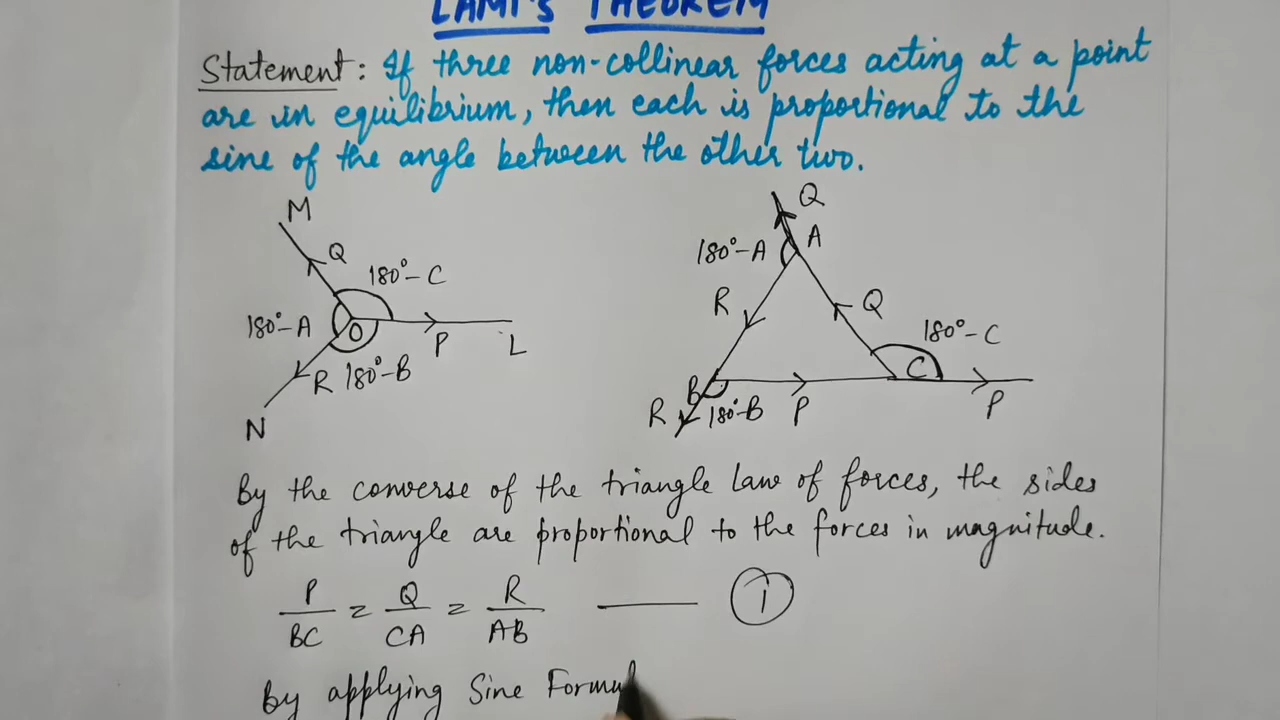 LAMI's THEOREM
Statement: If three non-collinear forces acting at a point
are in equilibrium, then each is proportional to the
sine of the angle between the other two.
M
Q
180°-C
180°-A
O
P
L
R
180°-B
N
Q
A
180°-A
R
Q
180°-C
B
C
R
180°-B
P
P
By the converse of the triangle law of forces, the sides
of the triangle are proportional to the forces in magnitude.
P/BC = Q/CA = R/AB —— 1
By applying Sine Formul